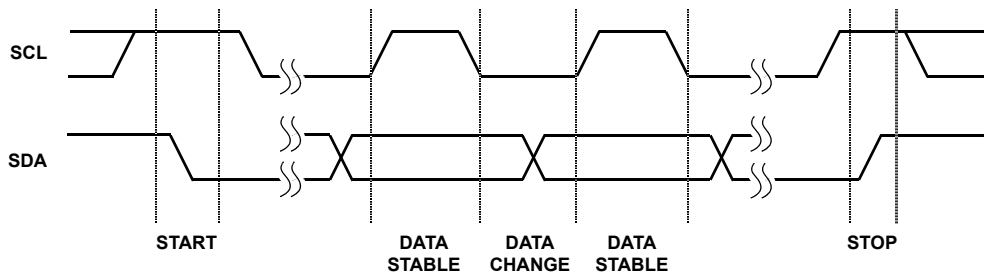 SCL
SDA
START
DATA
STABLE
DATA
CHANGE
DATA
STABLE
STOP